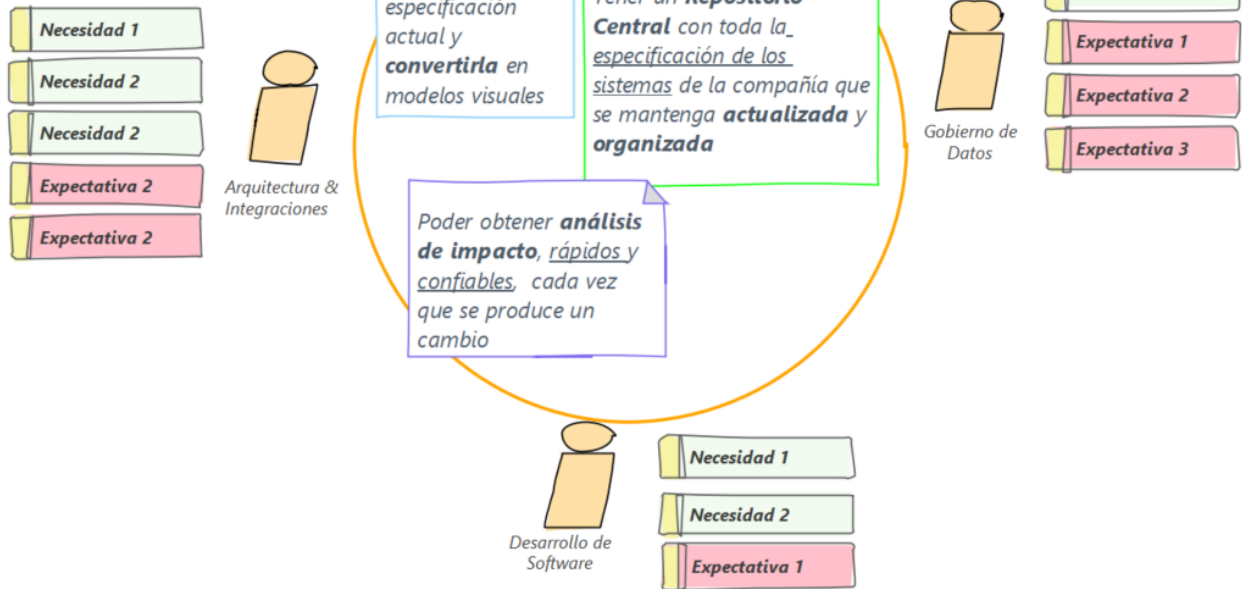 Necesidad 1
Necesidad 2
Necesidad 2
Expectativa 2
Expectativa 2
Arquitectura &
Integraciones
especificación
actual y
convertirla en
modelos visuales
Tener un Repositorio
Central con toda la
especificación de los
sistemas de la compañía que
se mantenga actualizada y
organizada
Poder obtener análisis
de impacto, rápidos y
confiables, cada vez
que se produce un
cambio
Gobierno de
Datos
Expectativa 1
Expectativa 2
Expectativa 3
Desarrollo de
Software
Necesidad 1
Necesidad 2
Expectativa 1